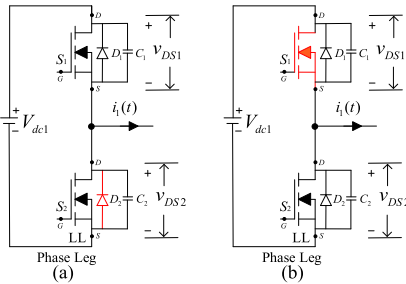 D
S1
G
D1
C1
+
vDS1
−
S
i1(t)
+
Vdc1
−
D
S2
G
D2
C2
+
vDS2
−
LL
S
Phase Leg
(a)
D
S1
G
D1
C1
+
vDS1
−
S
i1(t)
+
Vdc1
−
D
S2
G
D2
C2
+
vDS2
−
LL
S
Phase Leg
(b)